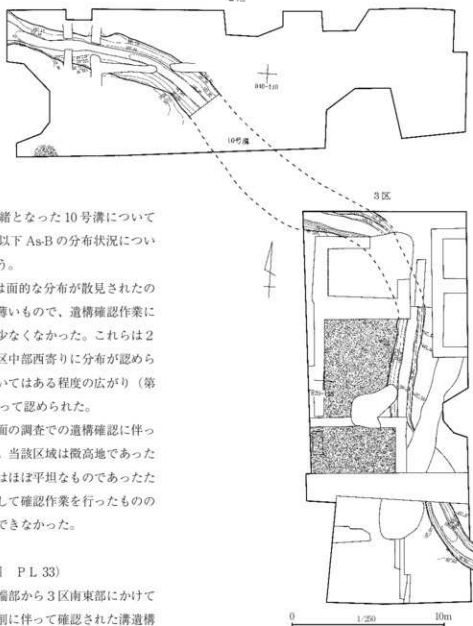 10号溝
3区
緒となった 10 号溝について
以下 As-B の分布状況につい
う。
は面的な分布が散見されたの
薄いもので、遺構確認作業に
少なくなかった。これらは2
区中部西寄りに分布が認めら
いてはある程度の広がり（第
って認められた。
面の調査での遺構確認に伴っ
。当該区域は微高地であった
はほぼ平坦なものであったた
して確認作業を行ったものの
できなかった。
PL 33）
端部から3区南東部にかけて
削に伴って確認された溝遺構
0 1/250 10m